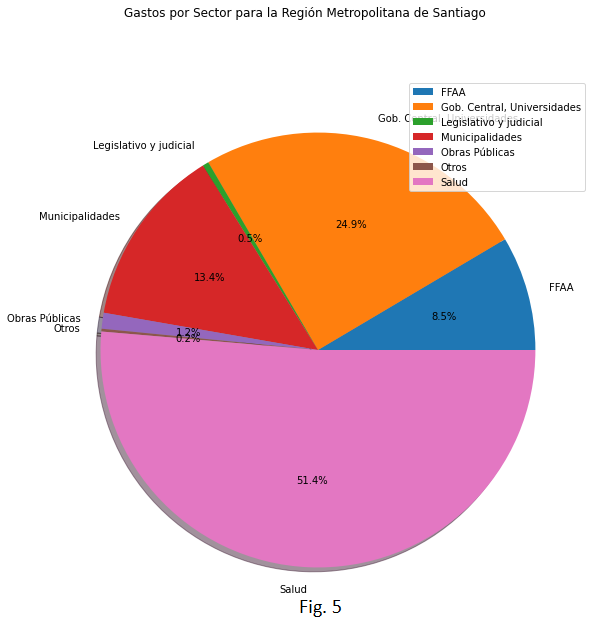 Gastos por Sector para la Región Metropolitana de Santiago
FFAA
Gob. Central, Universidades
Legislativo y judicial
Municipalidades
Obras Públicas
Otros
Salud
Gob. Central, Universidades
Legislativo y judicial
Municipalidades
Obras Públicas
Otros
FFAA
24.9%
0.5%
13.4%
8.5%
1.2%
0.2%
51.4%
Salud
Fig. 5